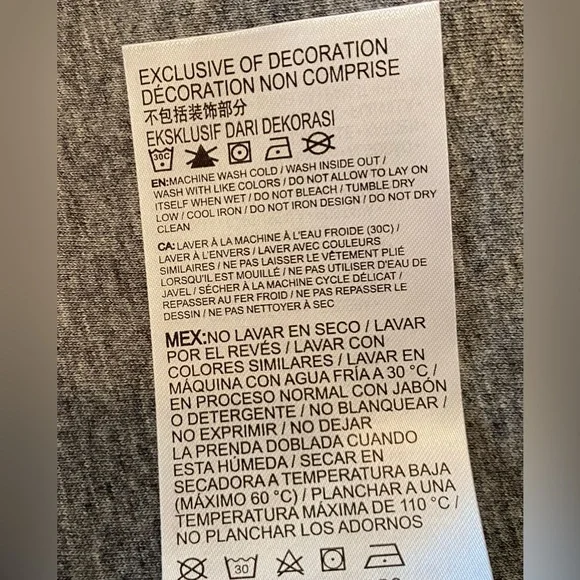 EXCLUSIVE OF DECORATION
DÉCORATION NON COMPRISE
不包括装饰部分
EKSKLUSIF DARI DEKORASI
30C
EN:MACHINE WASH COLD / WASH INSIDE OUT /
WASH WITH LIKE COLORS / DO NOT ALLOW TO LAY ON
ITSELF WHEN WET / DO NOT BLEACH / TUMBLE DRY
LOW / COOL IRON / DO NOT IRON DESIGN / DO NOT DRY
CLEAN
CA: LAVER À LA MACHINE À L'EAU FROIDE (30C) /
LAVER À L'ENVERS / LAVER AVEC COULEURS
SIMILAIRES / NE PAS LAISSER LE VÊTEMENT PLIÉ
LORSQU'IL EST MOUILLÉ / NE PAS UTILISER D'EAU DE
JAVEL / SÉCHER À LA MACHINE CYCLE DÉLICAT /
REPASSER AU FER FROID / NE PAS REPASSER LE
DESSIN / NE PAS NETTOYER À SEC
MEX:NO LAVAR EN SECO / LAVAR
POR EL REVÉS / LAVAR CON
COLORES SIMILARES / LAVAR EN
MÁQUINA CON AGUA FRÍA A 30 °C /
EN PROCESO NORMAL CON JABÓN
O DETERGENTE / NO BLANQUEAR /
NO EXPRIMIR / NO DEJAR
LA PRENDA DOBLADA CUANDO
ESTA HÚMEDA / SECAR EN
SECADORA A TEMPERATURA BAJA
(MÁXIMO 60 °C) / PLANCHAR A UNA
TEMPERATURA MÁXIMA DE 110 °C /
NO PLANCHAR LOS ADORNOS
30